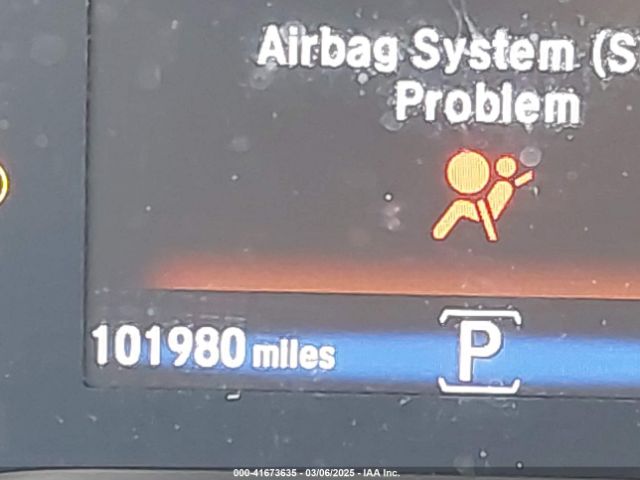 Airbag System (S
Problem
101980 miles
P
000-41673635 - 03/06/2025 - IAA Inc.